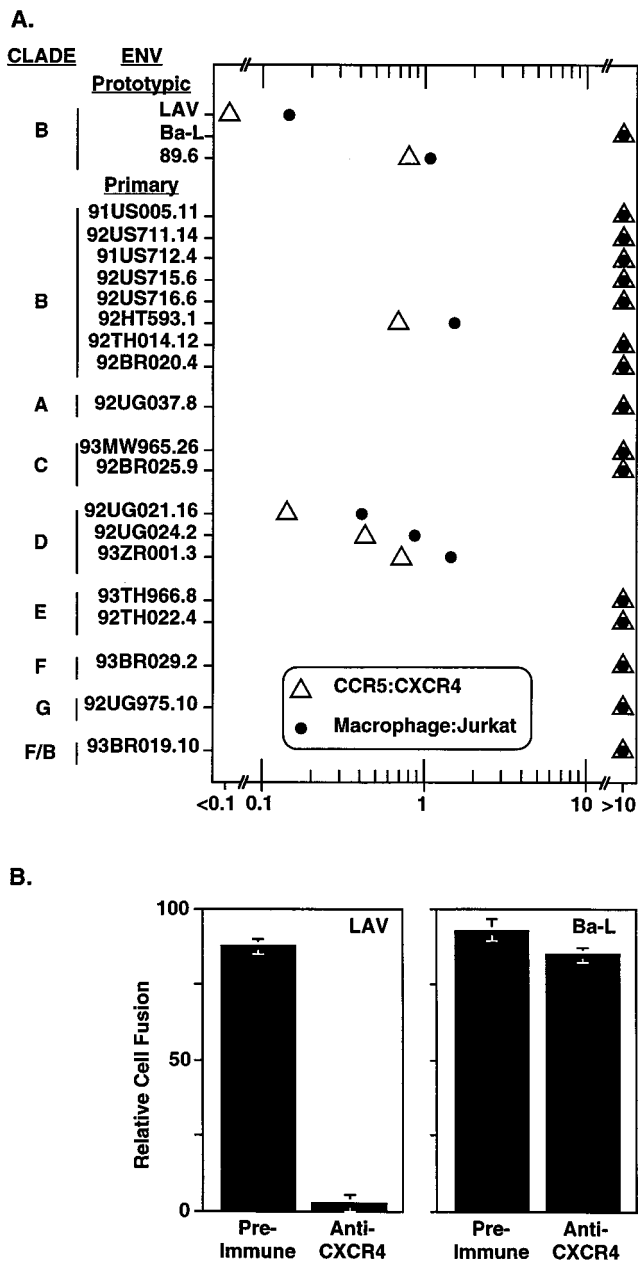 A.
CLADE ENV
Prototypic
B
LAV
Ba-L
89.6
Primary
B
91US005.11
92US711.14
91US712.4
92US715.6
92US716.6
92HT593.1
92TH014.12
92BR020.4
A 92UG037.8
C
93MW965.26
92BR025.9
D
92UG021.16
92UG024.2
93ZR001.3
E
93TH966.8
92TH022.4
F 93BR029.2
G 92UG975.10
F/B 93BR019.10
CCR5:CXCR4
Macrophage:Jurkat
<0.1 0.1 1 10 >10
B.
Relative Cell Fusion
100
50
0
LAV
Ba-L
Pre-Immune
Anti-CXCR4
Pre-Immune
Anti-CXCR4